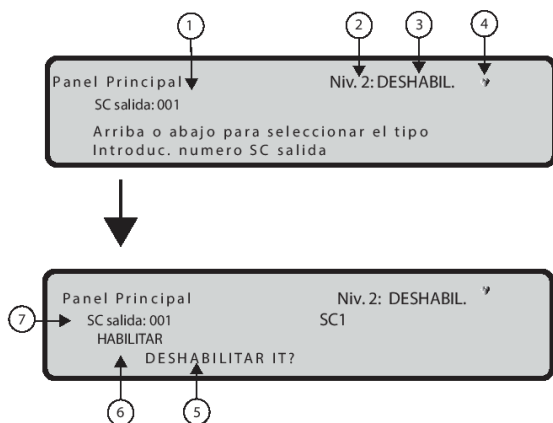 1 2 3 4
Panel Principal Niv. 2: DESHABIL.
SC salida: 001
Arriba o abajo para seleccionar el tipo
Introduc. numero SC salida
Panel Principal Niv. 2: DESHABIL.
7 SC salida: 001 SC1
HABILITAR
DESHABILITAR IT?
6 5